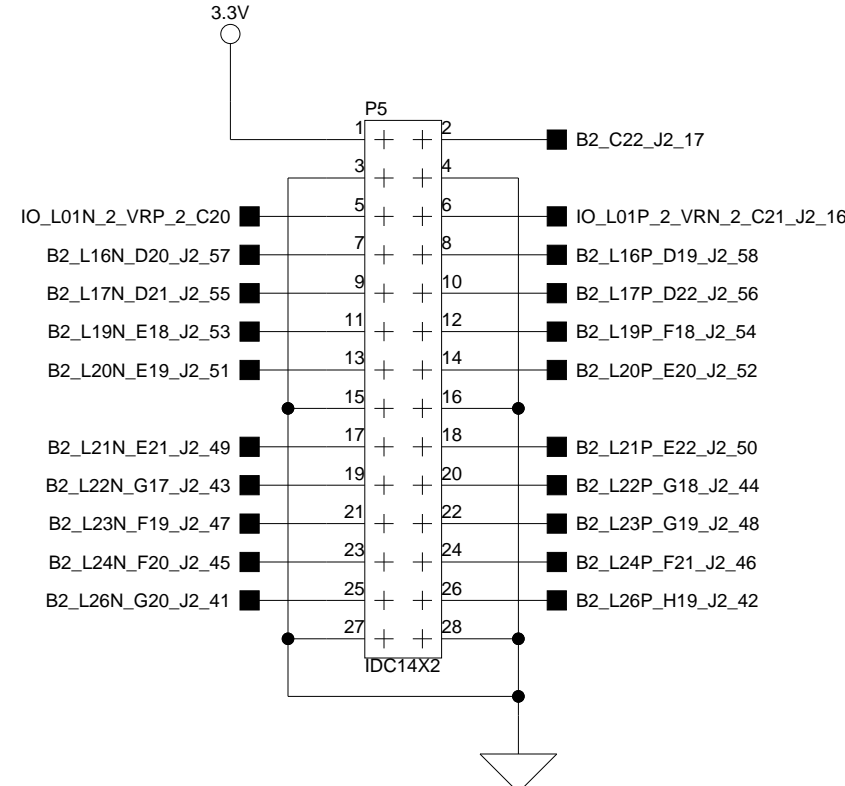 3.3V
P5
1 2 B2_C22_J2_17
3 4
IO_L01N_2_VRP_2_C20 5 6 IO_L01P_2_VRN_2_C21_J2_16
B2_L16N_D20_J2_57 7 8 B2_L16P_D19_J2_58
B2_L17N_D21_J2_55 9 10 B2_L17P_D22_J2_56
B2_L19N_E18_J2_53 11 12 B2_L19P_F18_J2_54
B2_L20N_E19_J2_51 13 14 B2_L20P_E20_J2_52
15 16
B2_L21N_E21_J2_49 17 18 B2_L21P_E22_J2_50
B2_L22N_G17_J2_43 19 20 B2_L22P_G18_J2_44
B2_L23N_F19_J2_47 21 22 B2_L23P_G19_J2_48
B2_L24N_F20_J2_45 23 24 B2_L24P_F21_J2_46
B2_L26N_G20_J2_41 25 26 B2_L26P_H19_J2_42
27 28
IDC14X2